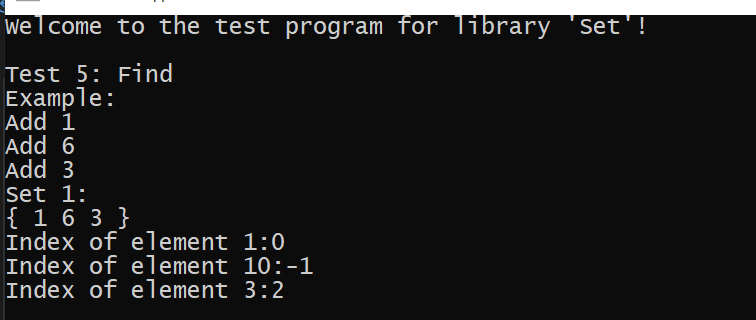 Welcome to the test program for library 'Set'!
Test 5: Find
Example:
Add 1
Add 6
Add 3
Set 1:
{ 1 6 3 }
Index of element 1:0
Index of element 10:-1
Index of element 3:2